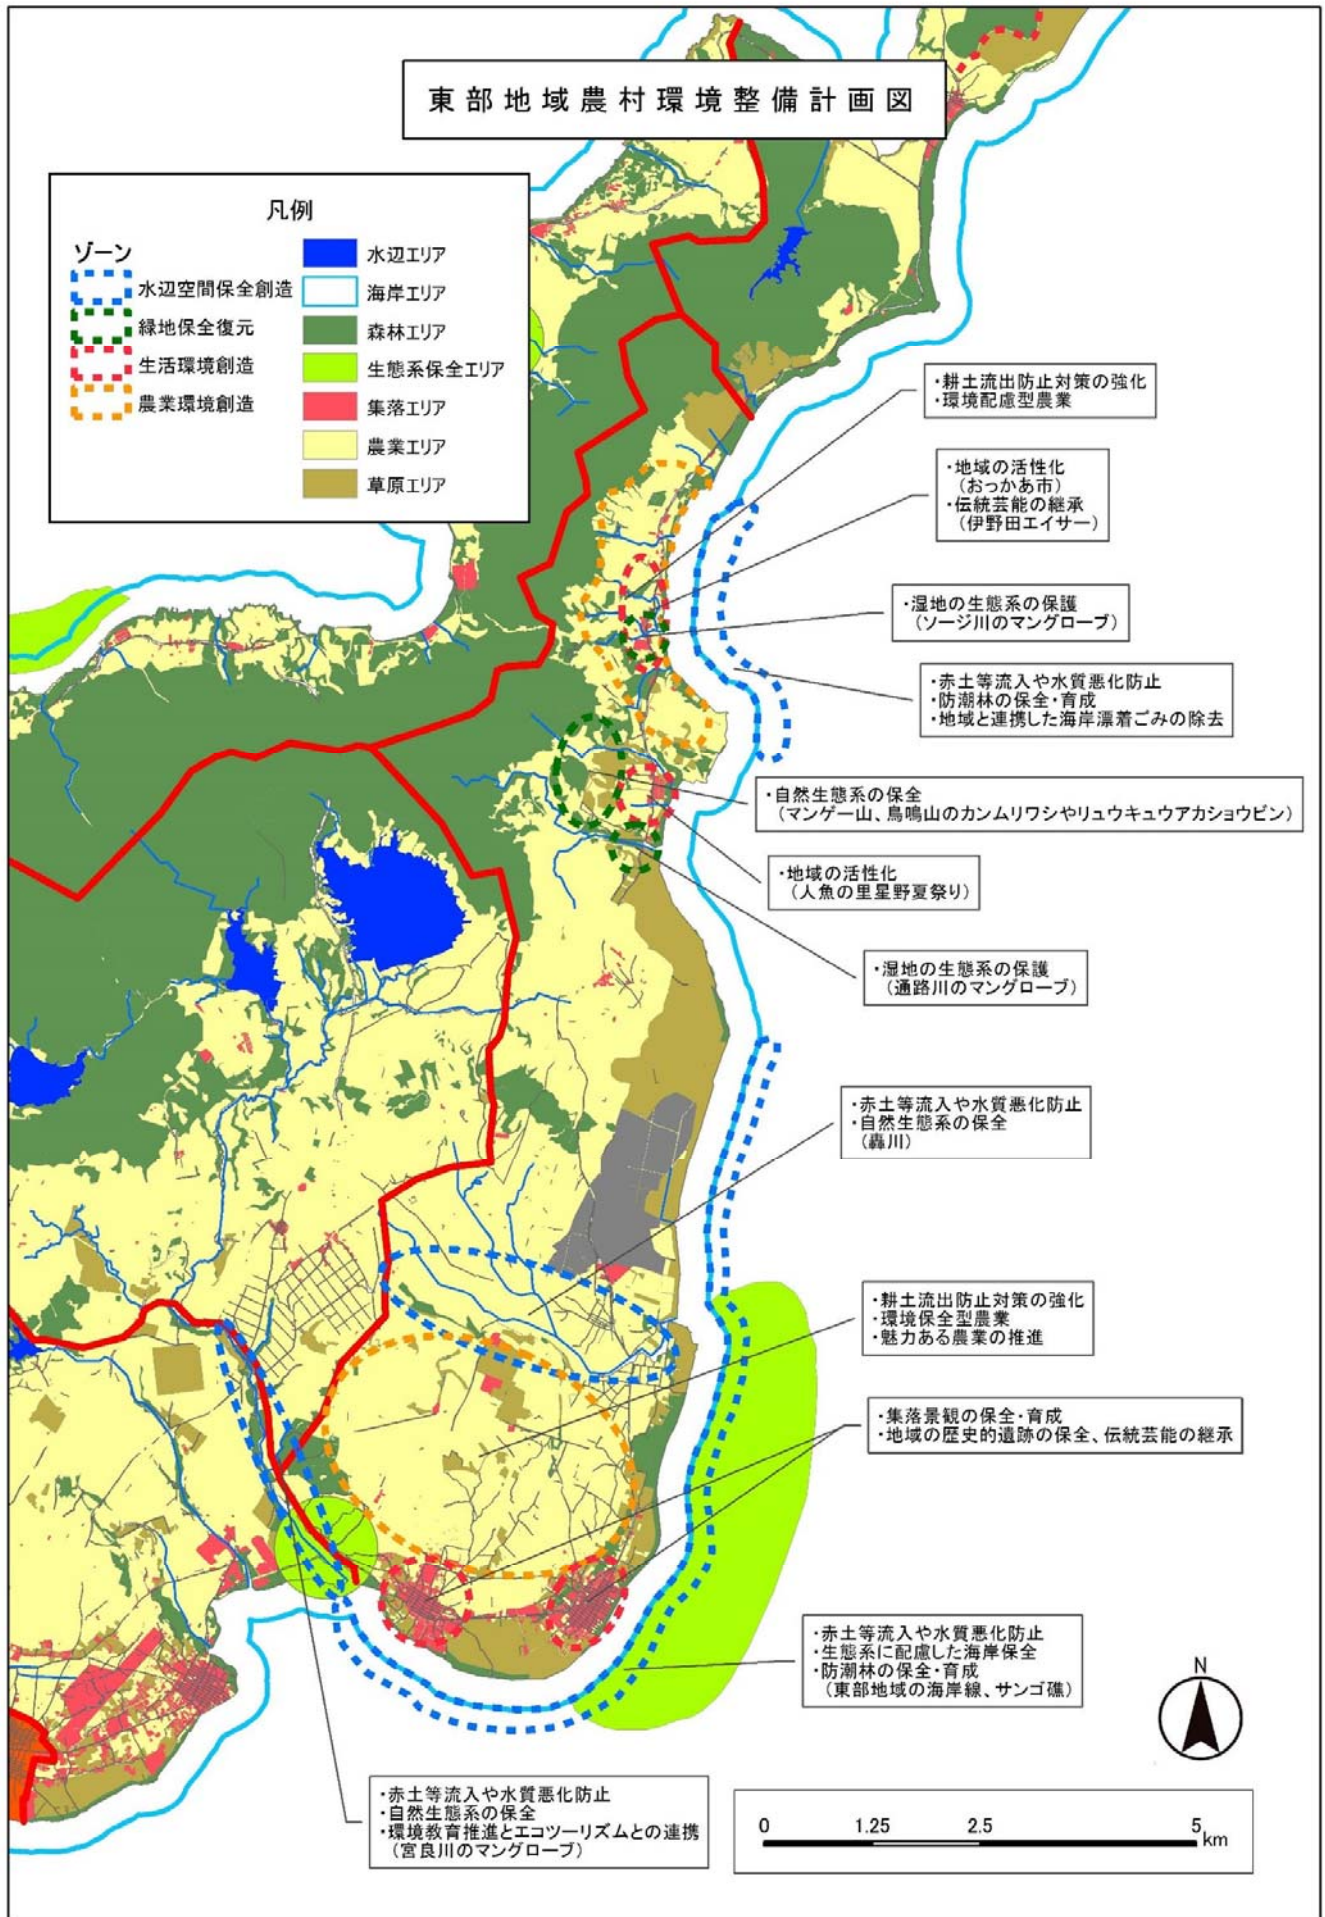 東部地域農村環境整備計画図
凡例
ゾーン
水辺空間保全創造
緑地保全復元
生活環境創造
農業環境創造
水辺エリア
海岸エリア
森林エリア
生態系保全エリア
集落エリア
農業エリア
草原エリア
・耕土流出防止対策の強化
・環境配慮型農業
・地域の活性化
(おっかあ市)
・伝統芸能の継承
(伊野田エイサー)
・湿地の生態系の保護
(ソージ川のマングローブ)
・赤土等流入や水質悪化防止
・防潮林の保全・育成
・地域と連携した海岸漂着ごみの除去
・自然生態系の保全
(マンゲー山、鳥鳴山のカンムリワシやリュウキュウアカショウビン)
・地域の活性化
(人魚の里星野夏祭り)
・湿地の生態系の保護
(通路川のマングローブ)
・赤土等流入や水質悪化防止
・自然生態系の保全
(轟川)
・耕土流出防止対策の強化
・環境保全型農業
・魅力ある農業の推進
・集落景観の保全・育成
・地域の歴史的遺跡の保全、伝統芸能の継承
・赤土等流入や水質悪化防止
・生態系に配慮した海岸保全
・防潮林の保全・育成
(東部地域の海岸線、サンゴ礁)
・赤土等流入や水質悪化防止
・自然生態系の保全
・環境教育推進とエコツーリズムとの連携
(宮良川のマングローブ)
N
0 1.25 2.5 5
km